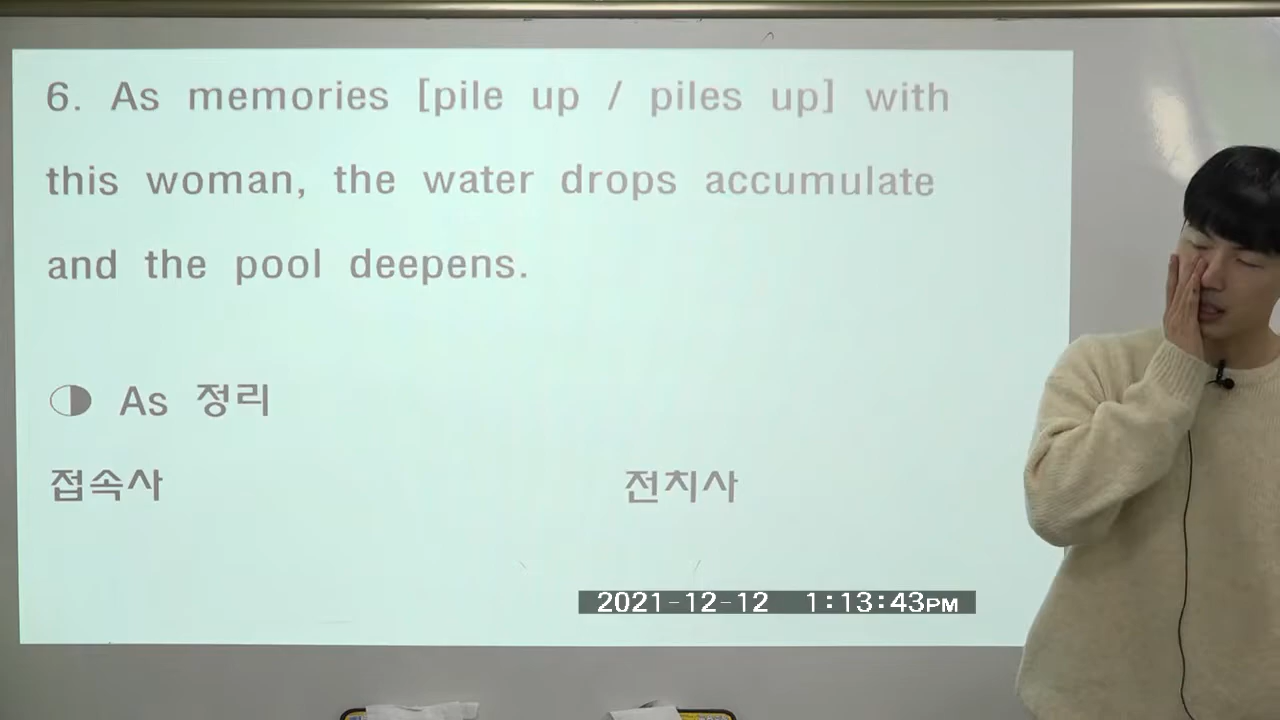 6. As memories [pile up / piles up] with
this woman, the water drops accumulate
and the pool deepens.
◑ As 정리
접속사 전치사
2021-12-12 1:13:43PM